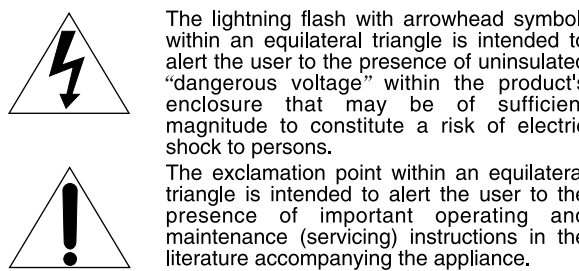 The lightning flash with arrowhead symbol
within an equilateral triangle is intended to
alert the user to the presence of uninsulated
“dangerous voltage” within the product's
enclosure that may be of sufficien
magnitude to constitute a risk of electric
shock to persons.
The exclamation point within an equilatera
triangle is intended to alert the user to the
presence of important operating and
maintenance (servicing) instructions in the
literature accompanying the appliance.